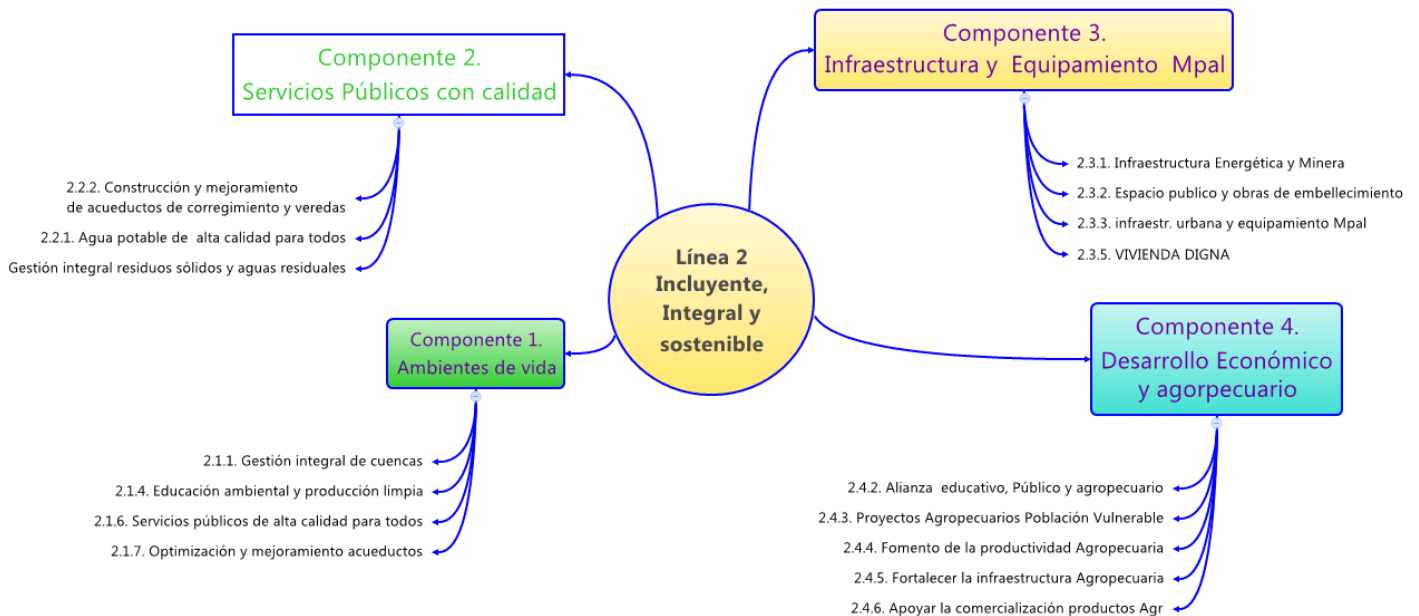 Componente 2.
Servicios Públicos con calidad
2.2.2. Construcción y mejoramiento
de acueductos de corregimiento y veredas
2.2.1. Agua potable de alta calidad para todos
Gestión integral residuos sólidos y aguas residuales
Componente 3.
Infraestructura y Equipamiento Mpal
2.3.1. Infraestructura Energética y Minera
2.3.2. Espacio publico y obras de embellecimiento
2.3.3. infraestr. urbana y equipamiento Mpal
2.3.5. VIVIENDA DIGNA
Línea 2
Incluyente,
Integral y
sostenible
Componente 1.
Ambientes de vida
2.1.1. Gestión integral de cuencas
2.1.4. Educación ambiental y producción limpia
2.1.6. Servicios públicos de alta calidad para todos
2.1.7. Optimización y mejoramiento acueductos
Componente 4.
Desarrollo Económico
y agorpecuario
2.4.2. Alianza educativo, Público y agropecuario
2.4.3. Proyectos Agropecuarios Población Vulnerable
2.4.4. Fomento de la productividad Agropecuaria
2.4.5. Fortalecer la infraestructura Agropecuaria
2.4.6. Apoyar la comercialización productos Agr